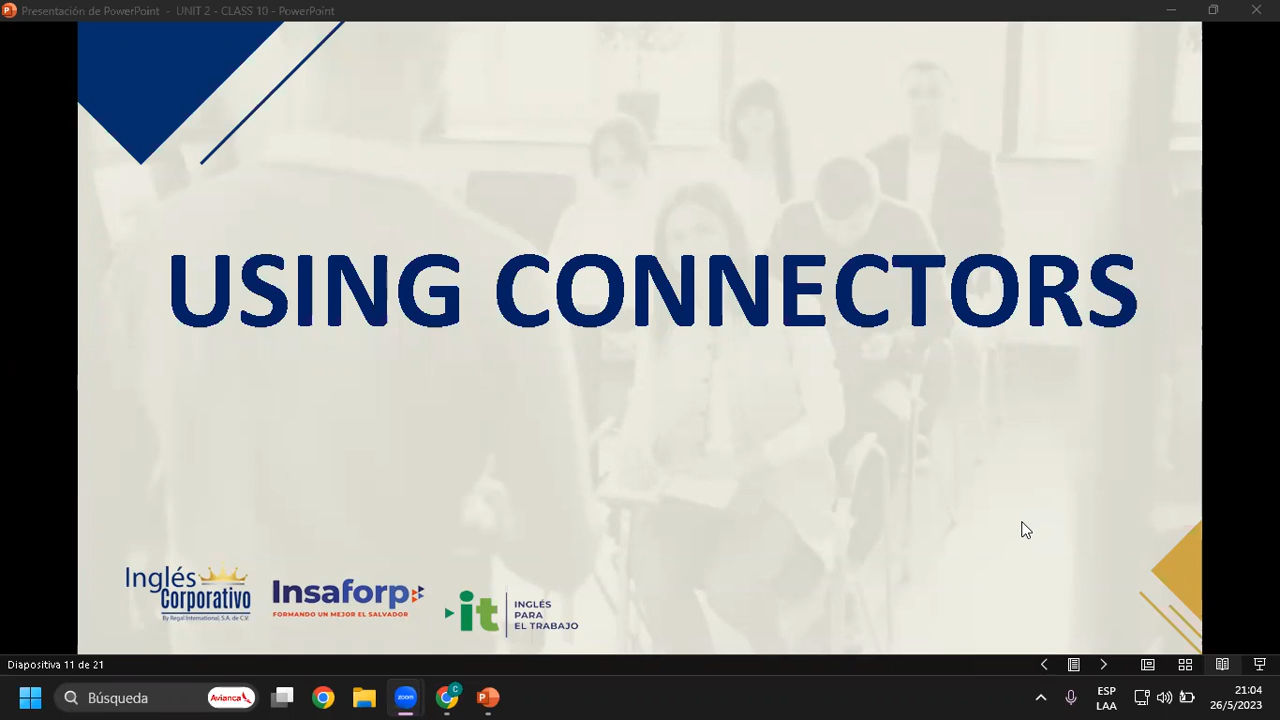 Presentación de PowerPoint - UNIT 2 - CLASS 10 - PowerPoint
USING CONNECTORS
Inglés
Corporativo
By Regal International, S.A. de C.V.
Insaforp
FORMANDO UN MEJOR EL SALVADOR
it
INGLÉS
PARA
EL TRABAJO
Diapositiva 11 de 21
Búsqueda
Avianca
zoom
C
ESP
LAA
21:04
26/5/2023